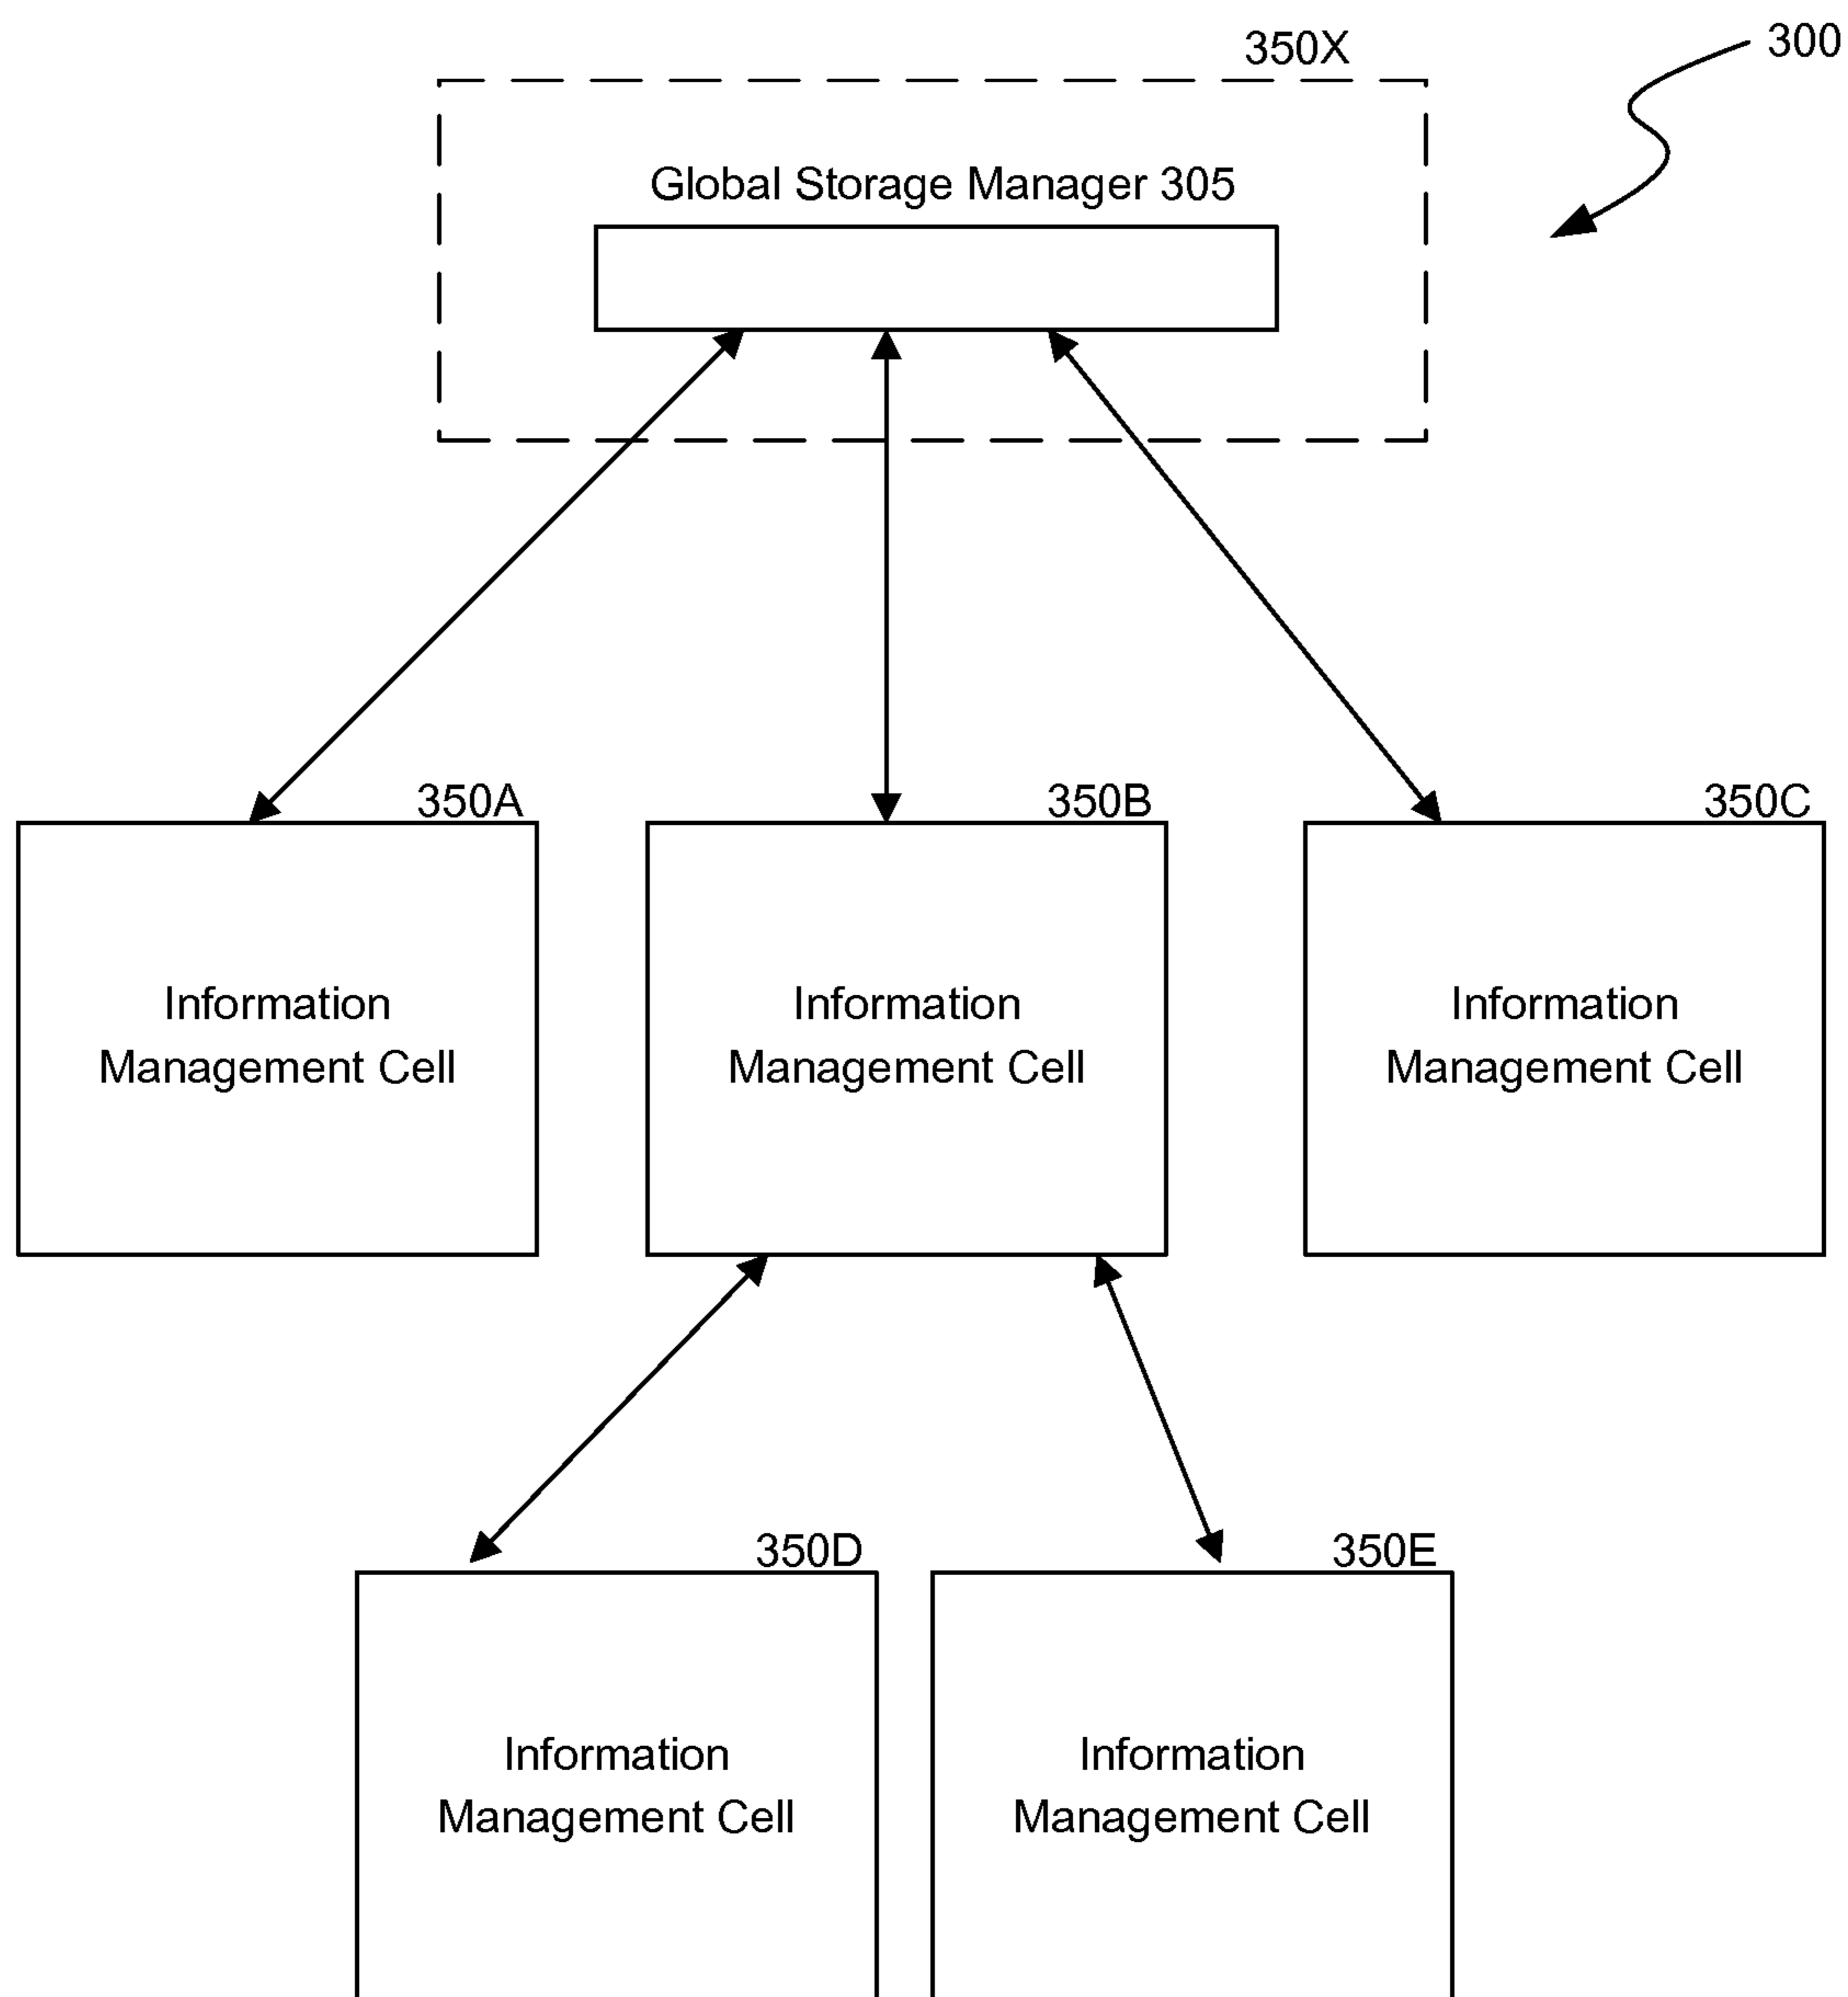 350X
300
Global Storage Manager 305
350A
350B
350C
Information
Management Cell
Information
Management Cell
Information
Management Cell
350D
350E
Information
Management Cell
Information
Management Cell